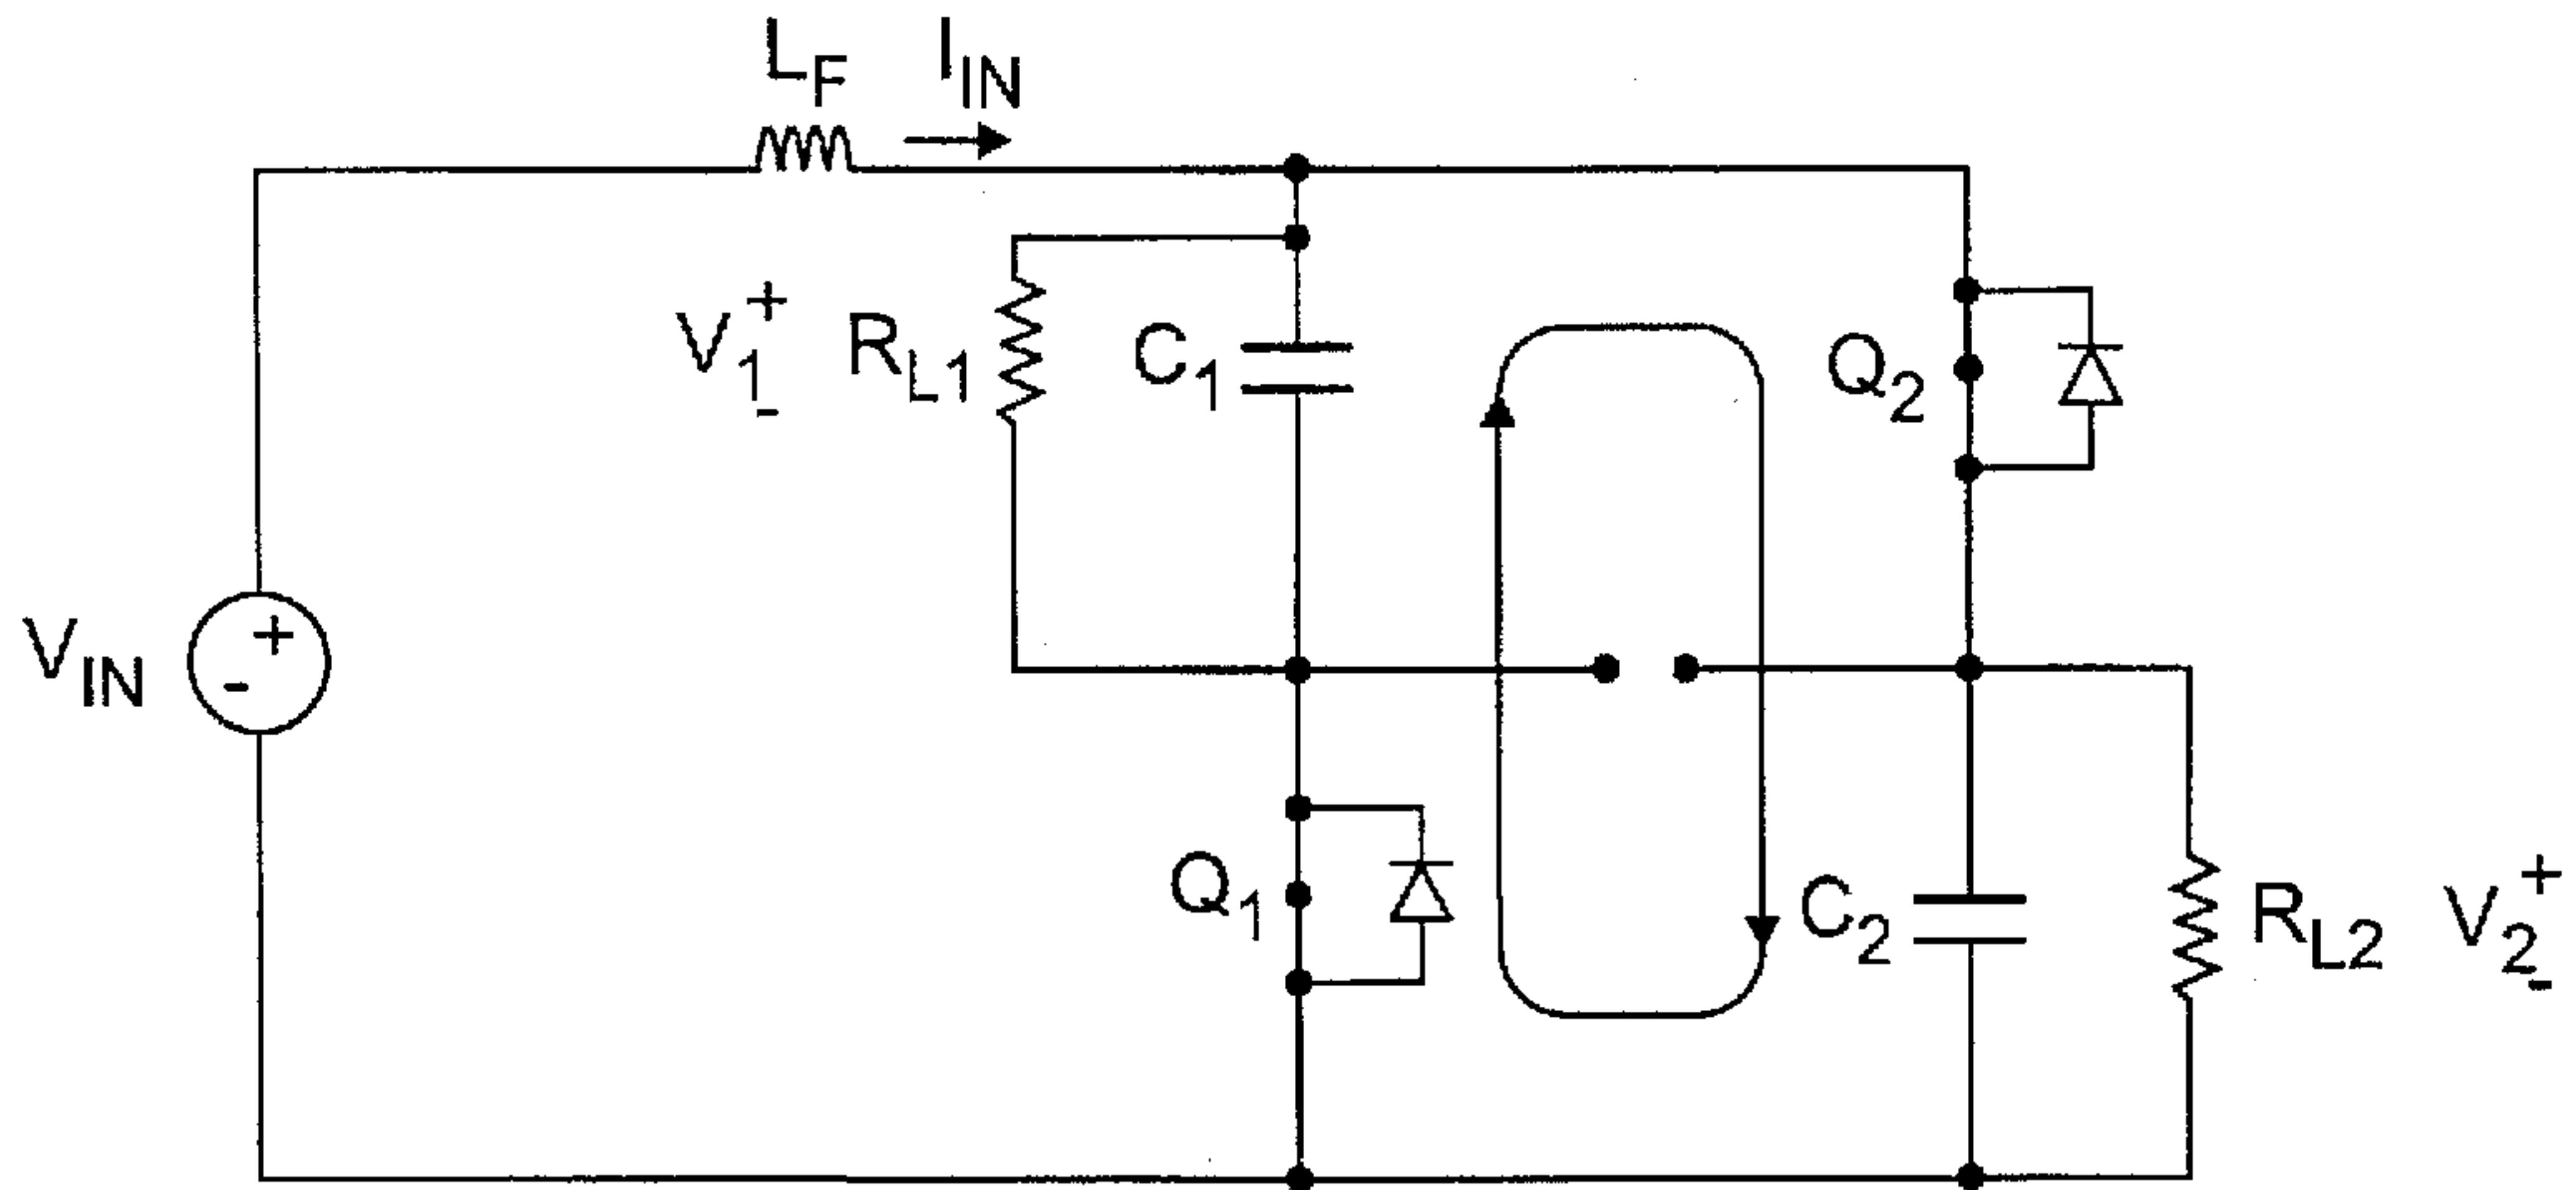 L_F I_IN
V_1 + - R_L1 C_1
Q_2
V_IN + -
Q_1
C_2 R_L2 V_2 + -